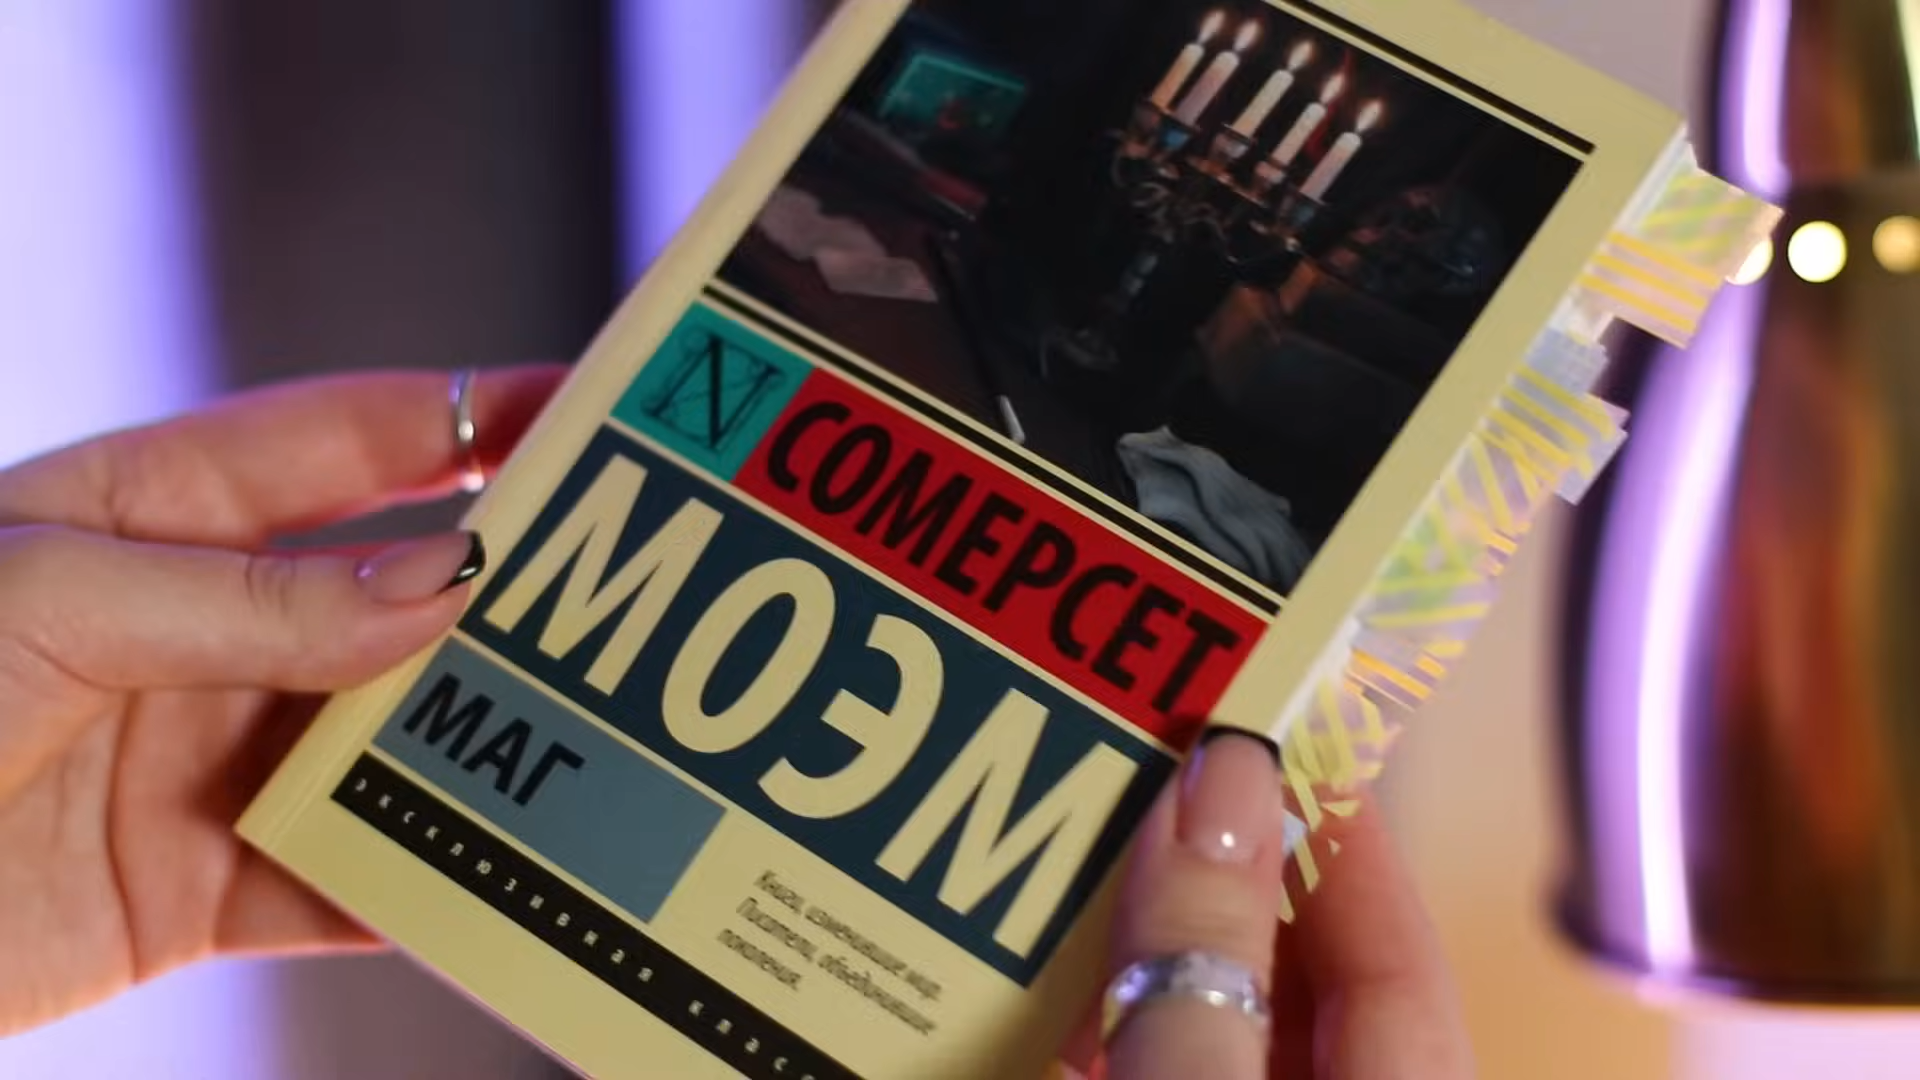 N
СОМЕРСЕТ
МОЭМ
МАГ
Книги, изменившие мир.
Писатели, объединившие
поколения.
эксклюзивная класс